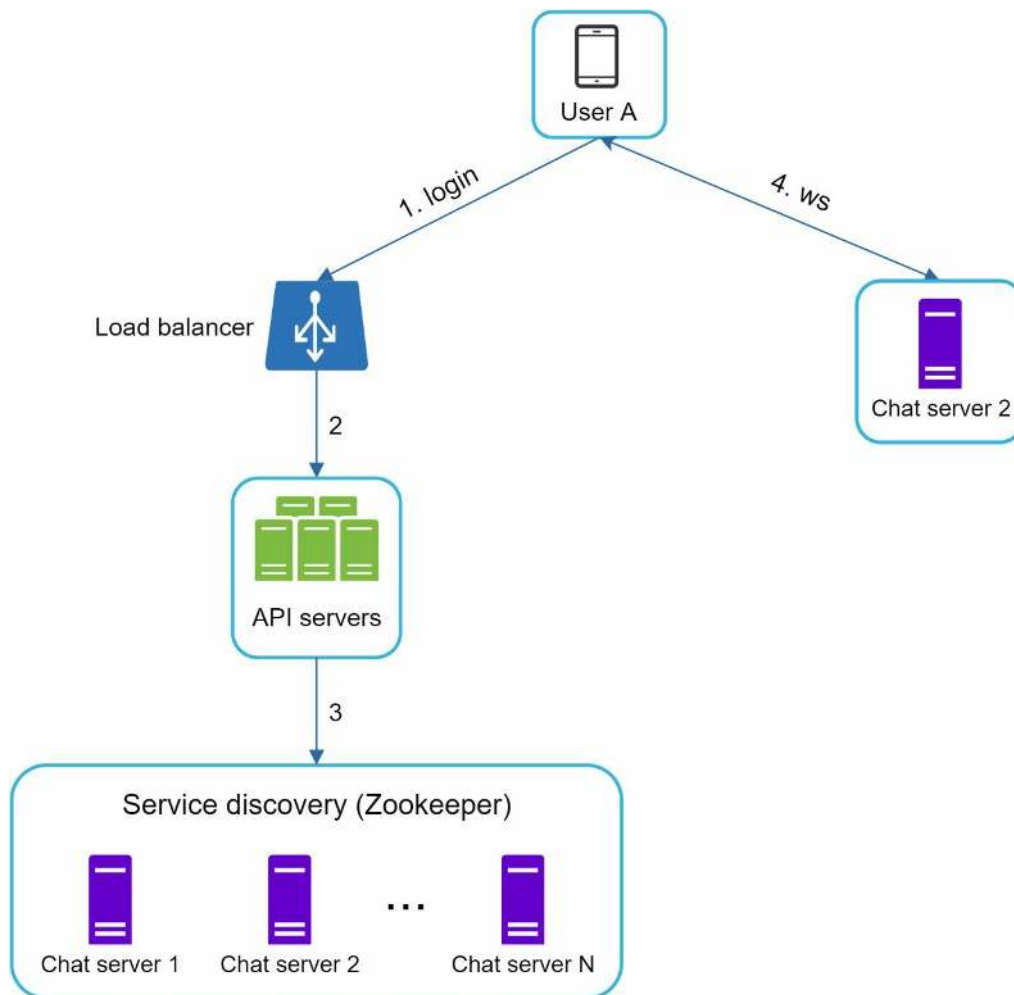 User A
1. login
4. ws
Load balancer
Chat server 2
2
API servers
3
Service discovery (Zookeeper)
...
Chat server 1
Chat server 2
Chat server N